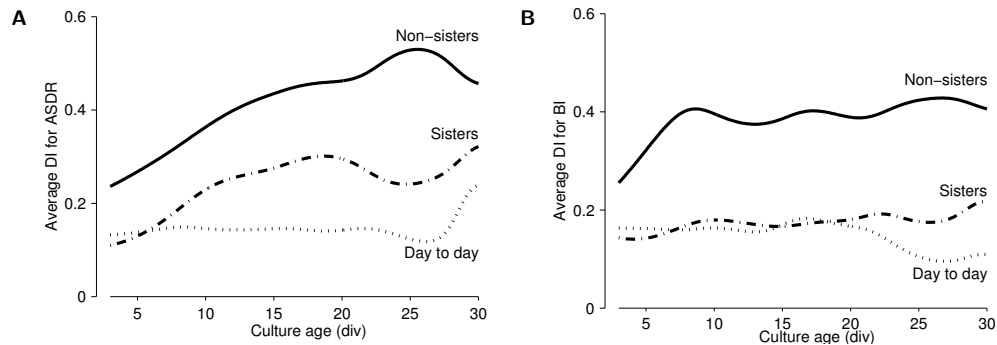 A
0.6
0.4
0.2
0
Average DI for ASDR
Non−sisters
Sisters
Day to day
5
10
15
20
25
30
Culture age (div)
B
0.6
0.4
0.2
0
Average DI for BI
Non−sisters
Sisters
Day to day
5
10
15
20
25
30
Culture age (div)